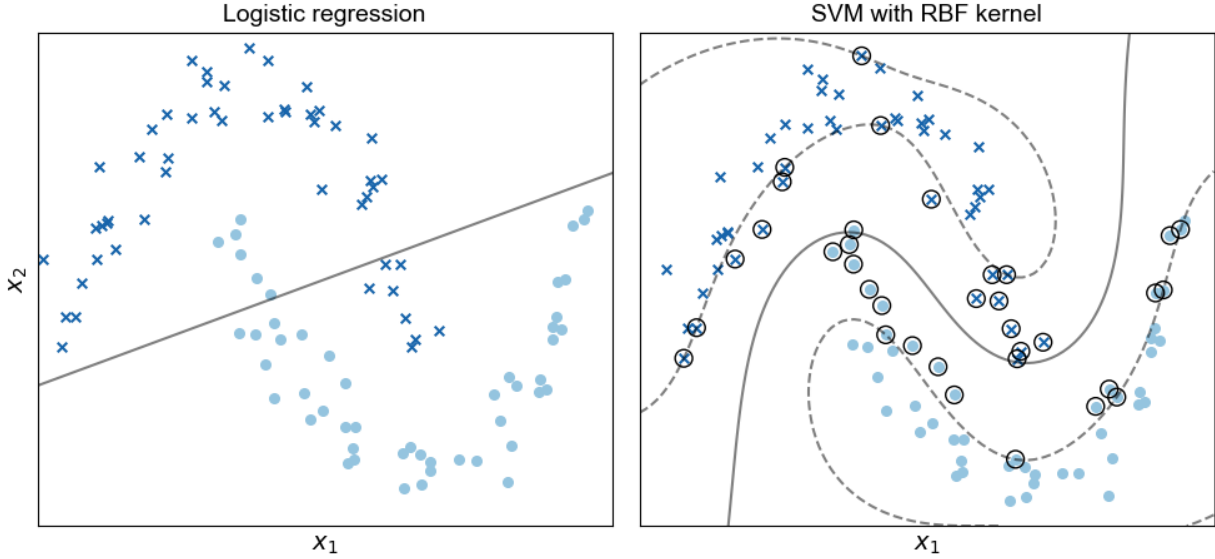 Logistic regression
SVM with RBF kernel
x₂
x₁
x₁